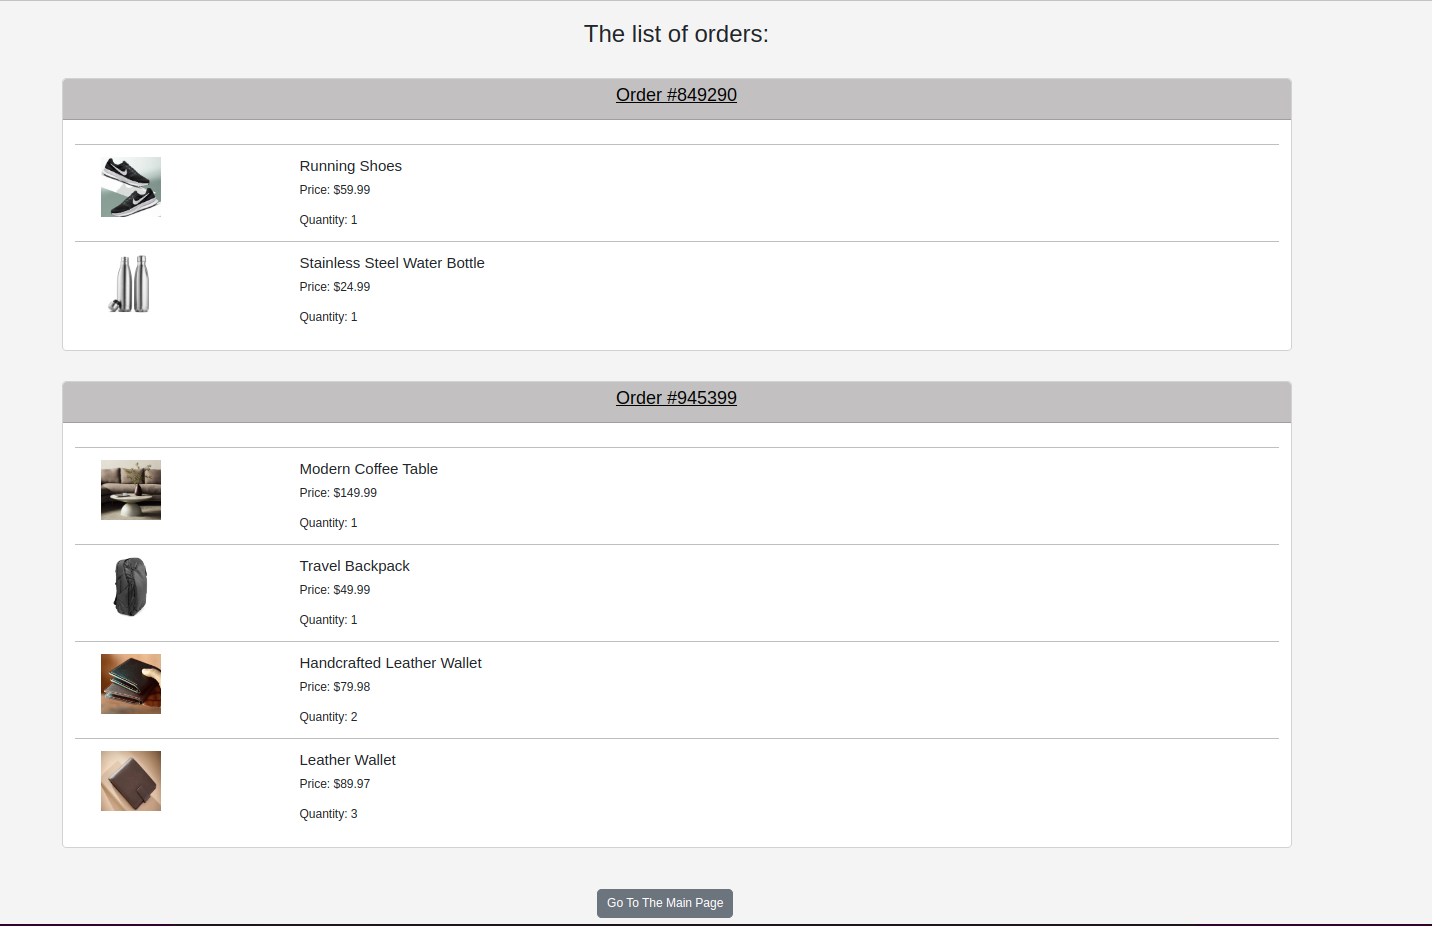 The list of orders:
Order #849290
Running Shoes
Price: $59.99
Quantity: 1
Stainless Steel Water Bottle
Price: $24.99
Quantity: 1
Order #945399
Modern Coffee Table
Price: $149.99
Quantity: 1
Travel Backpack
Price: $49.99
Quantity: 1
Handcrafted Leather Wallet
Price: $79.98
Quantity: 2
Leather Wallet
Price: $89.97
Quantity: 3
Go To The Main Page